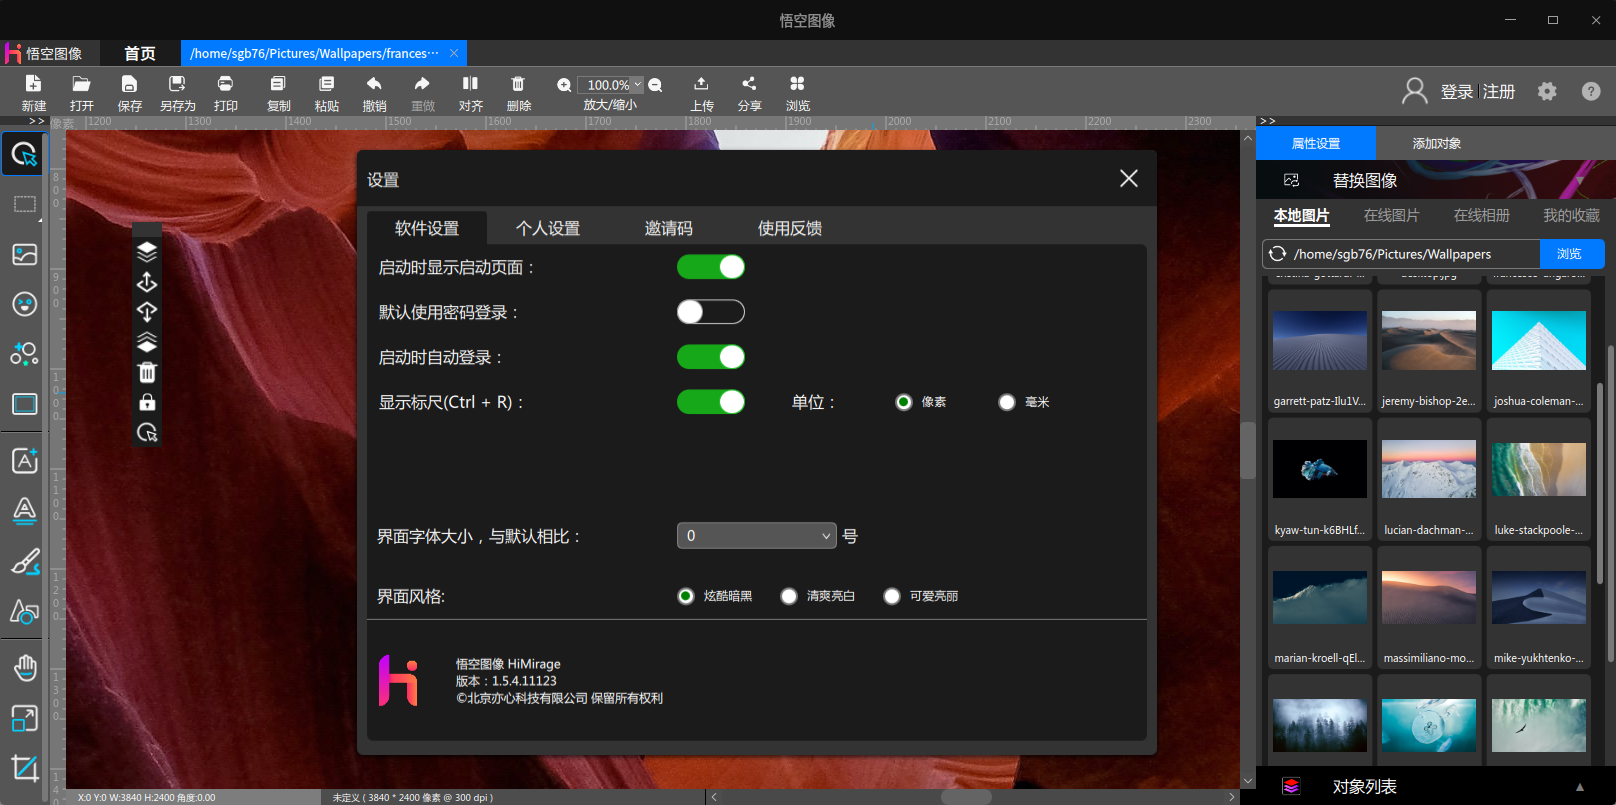 悟空图像
悟空图像
首页
/home/sgb76/Pictures/Wallpapers/frances···
新建
打开
保存
另存为
打印
复制
粘贴
撤销
重做
对齐
删除
100.0%
放大/缩小
上传
分享
浏览
登录 注册
>>
像素
1200
1300
1400
1500
1600
1700
1800
1900
2000
2100
2200
2300
>>
属性设置
添加对象
替换图像
本地图片
在线图片
在线相册
我的收藏
/home/sgb76/Pictures/Wallpapers
浏览
garrett-patz-Ilu1V...
jeremy-bishop-2e...
joshua-coleman-...
kyaw-tun-k6BHLf...
lucian-dachman-...
luke-stackpoole-...
marian-kroell-qEl...
massimiliano-mo...
mike-yukhtenko-...
对象列表
设置
软件设置
个人设置
邀请码
使用反馈
启动时显示启动页面：
默认使用密码登录：
启动时自动登录：
显示标尺(Ctrl + R)：
单位：
像素
毫米
界面字体大小，与默认相比：
0
号
界面风格:
炫酷暗黑
清爽亮白
可爱亮丽
悟空图像 HiMirage
版本：1.5.4.11123
©北京亦心科技有限公司 保留所有权利
X:0 Y:0 W:3840 H:2400 角度:0.00
未定义 ( 3840 * 2400 像素 @ 300 dpi )